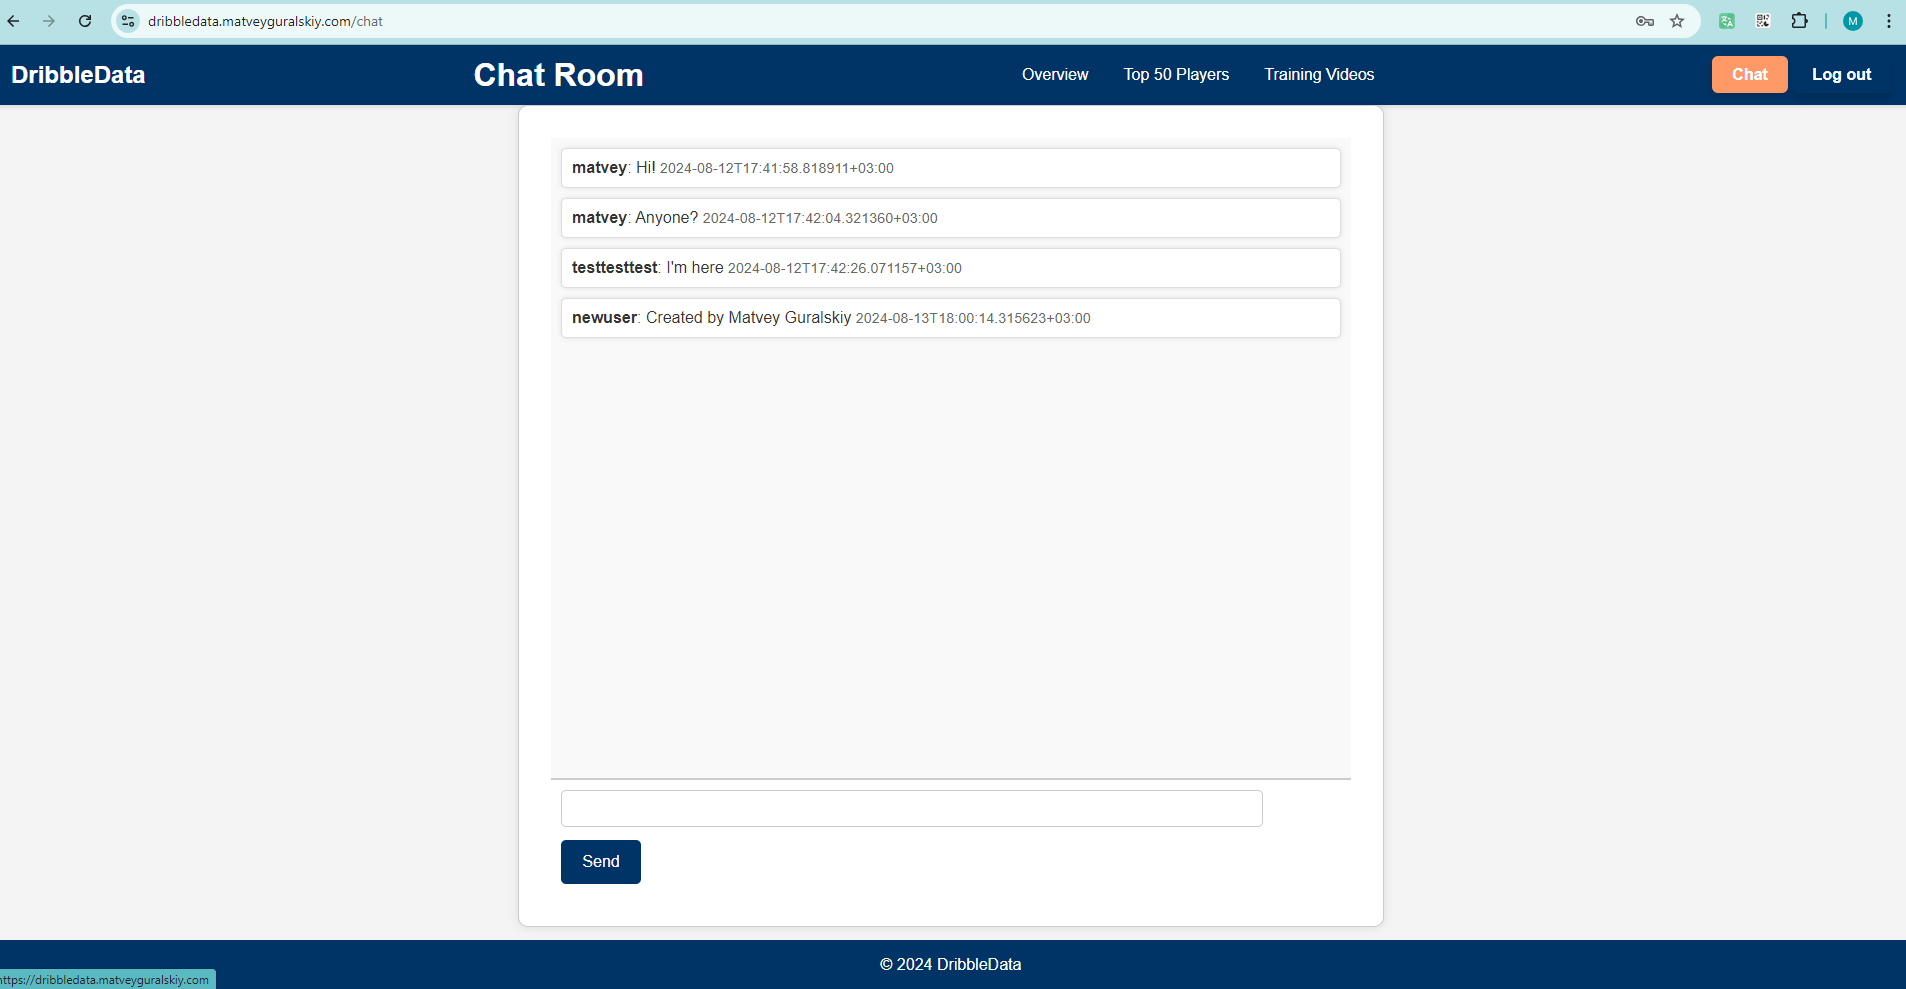 dribbledata.matveyguralskiy.com/chat
M
DribbleData
Chat Room
Overview
Top 50 Players
Training Videos
Chat
Log out
matvey: Hi! 2024-08-12T17:41:58.818911+03:00
matvey: Anyone? 2024-08-12T17:42:04.321360+03:00
testtesttest: I'm here 2024-08-12T17:42:26.071157+03:00
newuser: Created by Matvey Guralskiy 2024-08-13T18:00:14.315623+03:00
Send
© 2024 DribbleData
https://dribbledata.matveyguralskiy.com